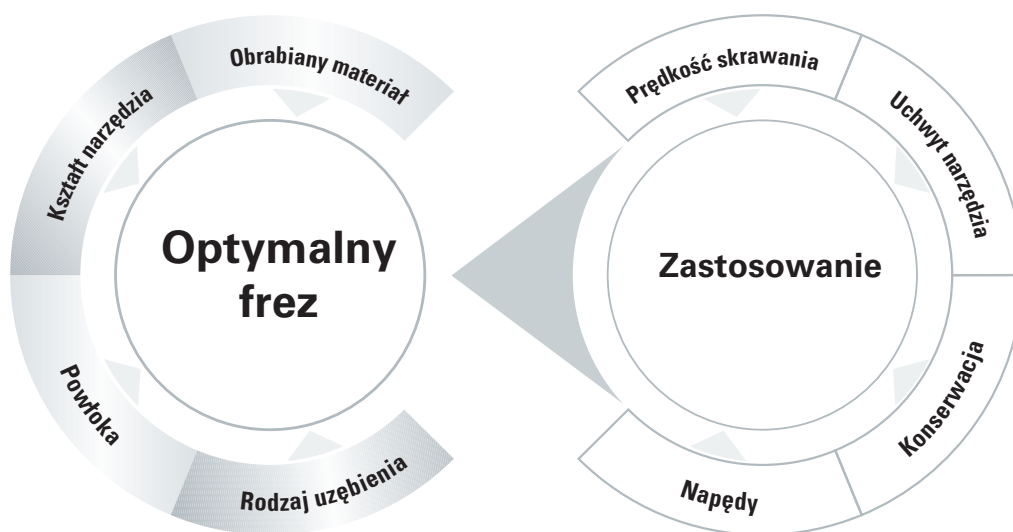 Obrabiany materiał
Kształt narzędzia
Optymalny
frez
Powłoka
Rodzaj uzębienia
Prędkość skrawania
Uchwyt narzędzia
Zastosowanie
Konserwacja
Napędy